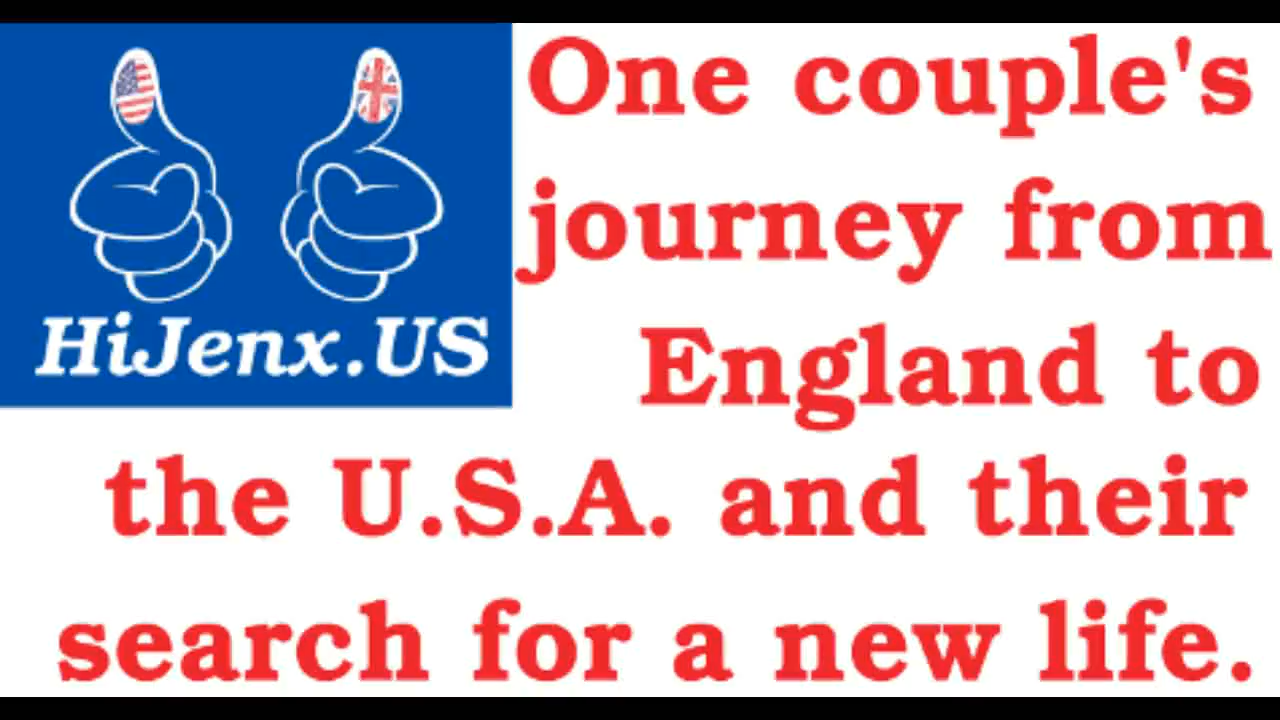 HiJenx.US
One couple's
journey from
England to
the U.S.A. and their
search for a new life.